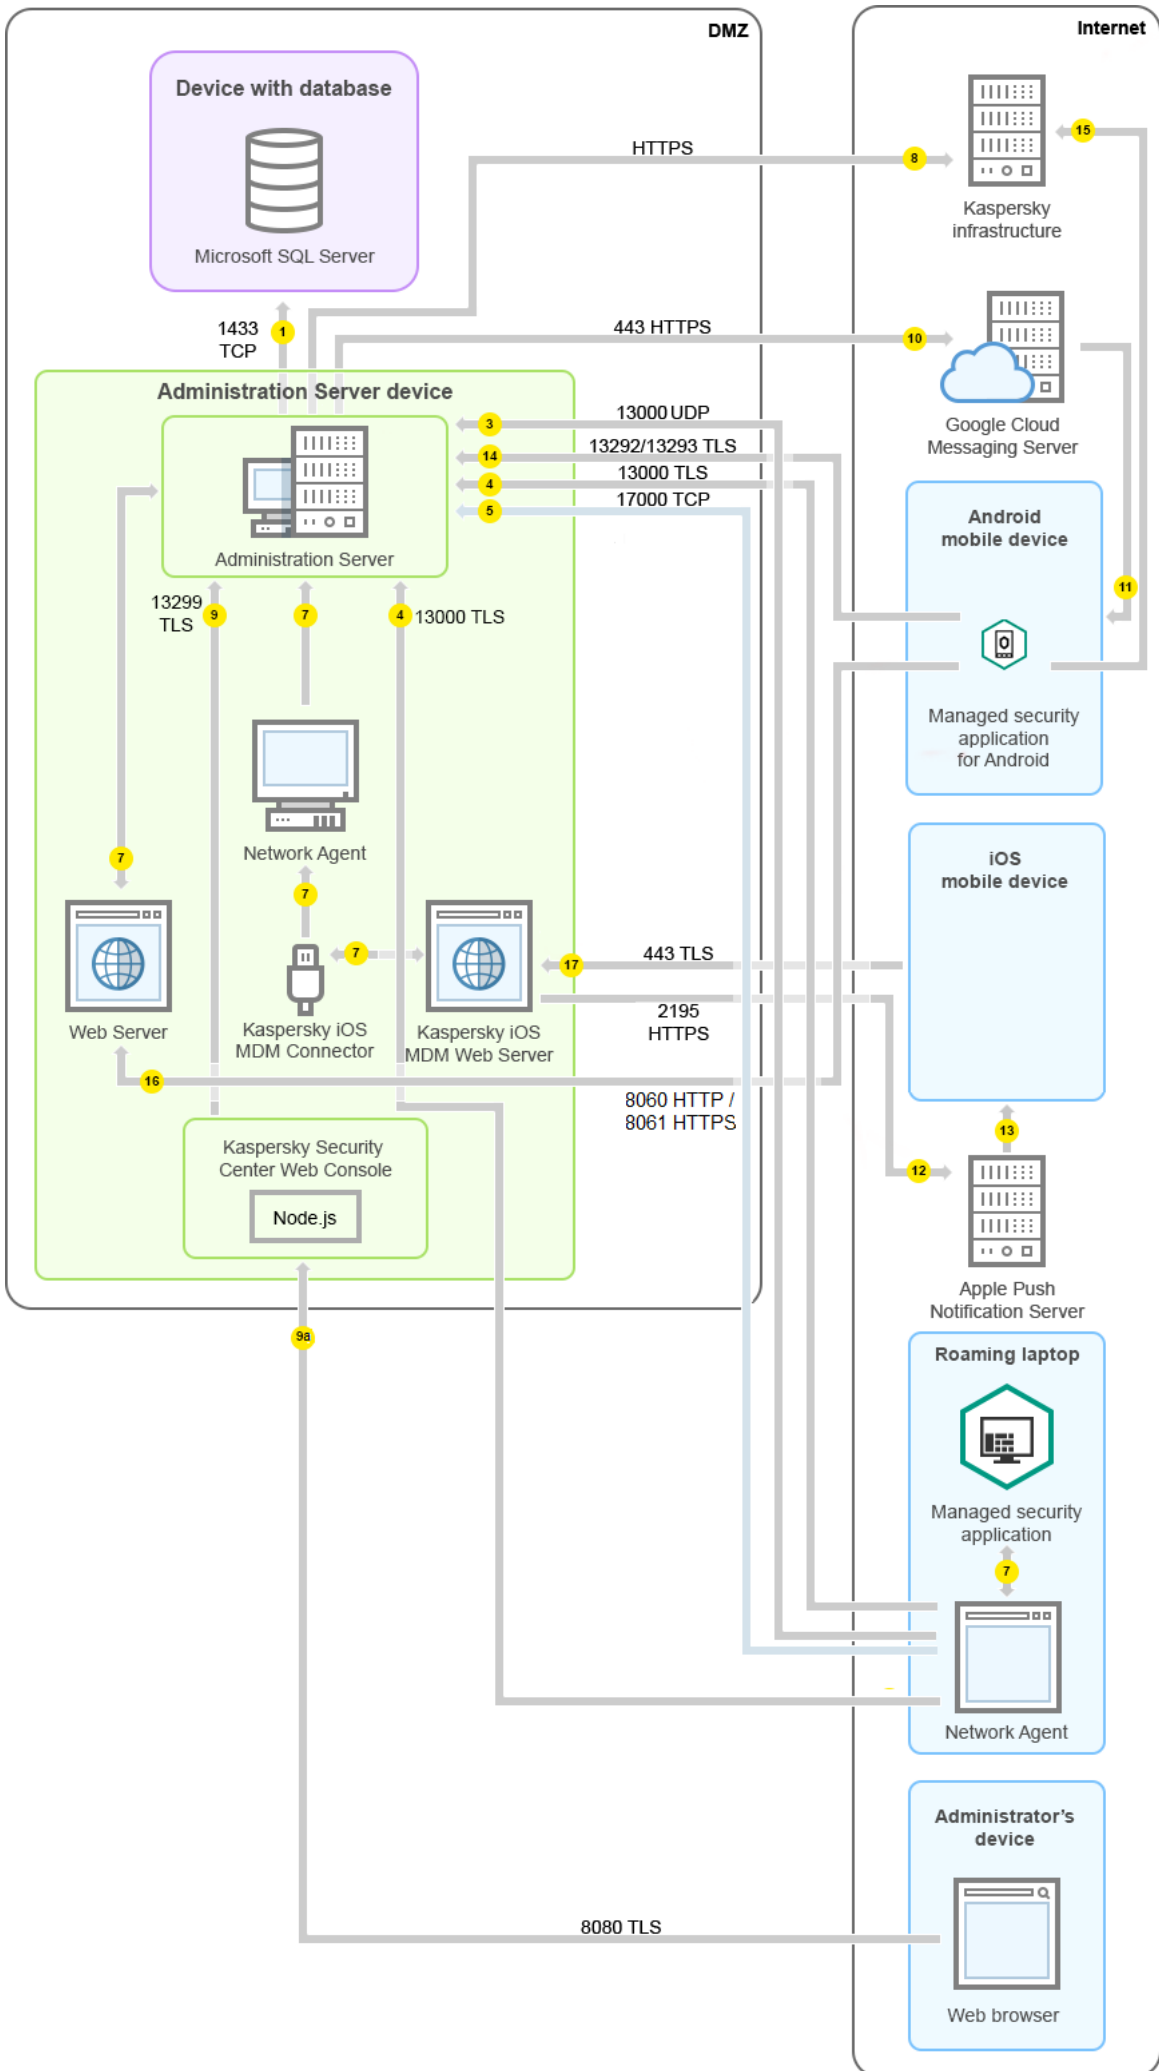 DMZ
Internet
Device with database
Microsoft SQL Server
HTTPS
8
15
Kaspersky
infrastructure
1433
TCP
1
443 HTTPS
10
Google Cloud
Messaging Server
Administration Server device
Administration Server
3
13000 UDP
14
13292/13293 TLS
4
13000 TLS
5
17000 TCP
Android
mobile device
11
Managed security
application
for Android
13299
TLS
9
7
4
13000 TLS
Network Agent
7
7
7
iOS
mobile device
Web Server
Kaspersky iOS
MDM Connector
Kaspersky iOS
MDM Web Server
17
443 TLS
2195
HTTPS
16
8060 HTTP /
8061 HTTPS
13
12
Apple Push
Notification Server
Kaspersky Security
Center Web Console
Node.js
9a
Roaming laptop
Managed security
application
7
Network Agent
Administrator's
device
8080 TLS
Web browser